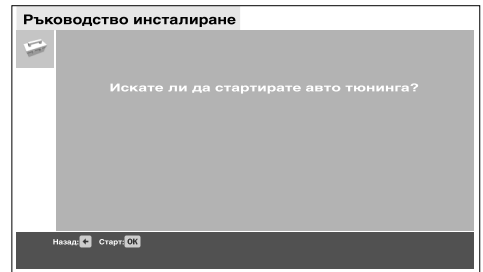 Ръководство инсталиране
Искате ли да стартирате авто тюнинга?
Назад: Старт: OK